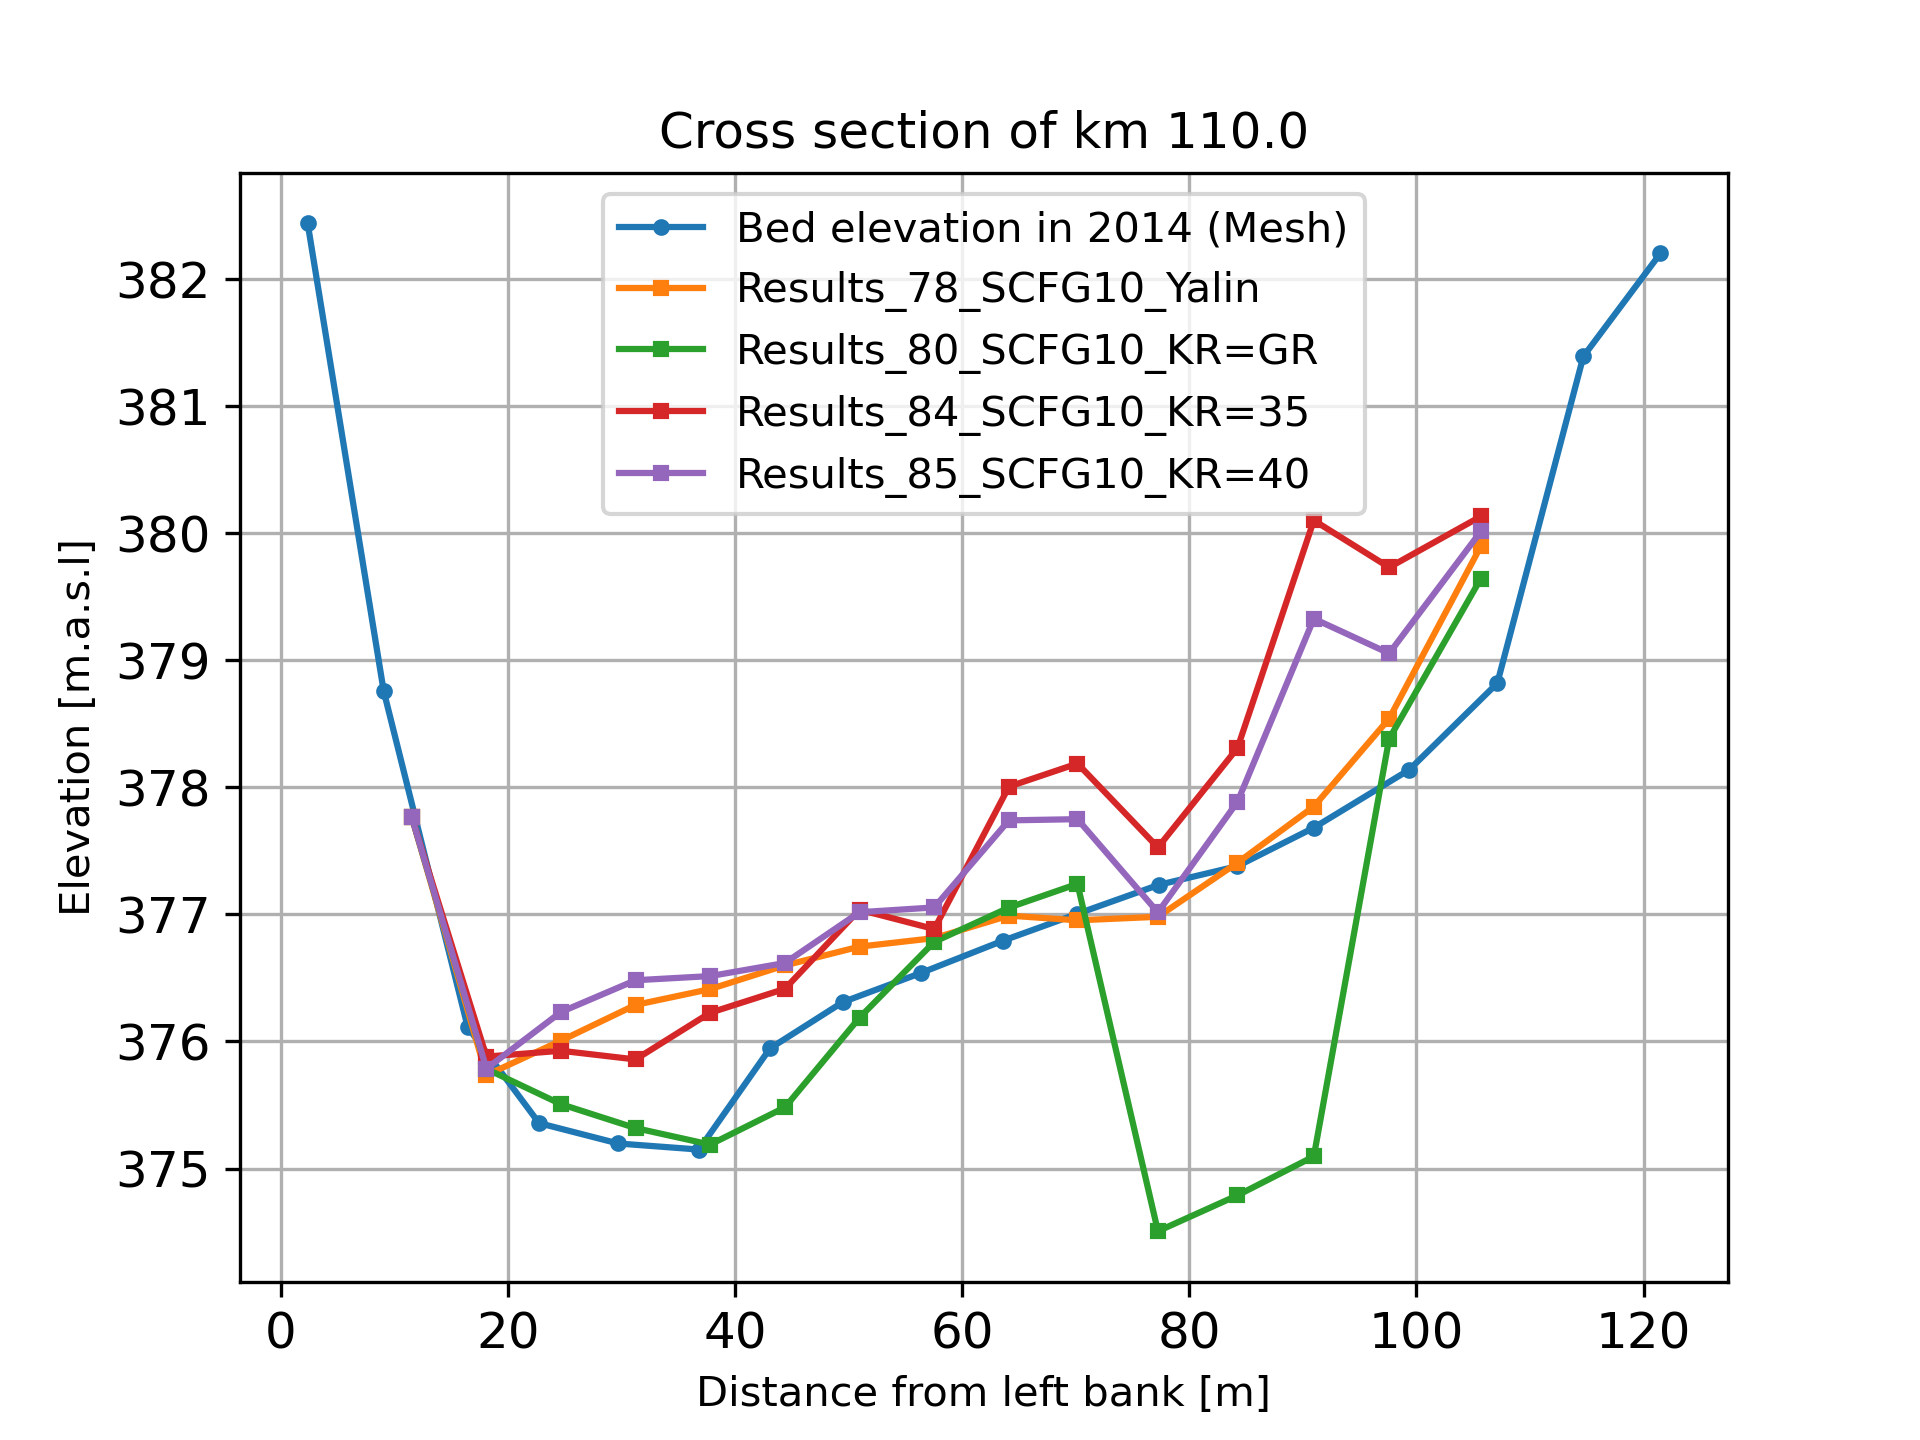 Cross section of km 110.0
Bed elevation in 2014 (Mesh)
Results_78_SCFG10_Yalin
Results_80_SCFG10_KR=GR
Results_84_SCFG10_KR=35
Results_85_SCFG10_KR=40
Elevation [m.a.s.l]
382
381
380
379
378
377
376
375
0 20 40 60 80 100 120
Distance from left bank [m]